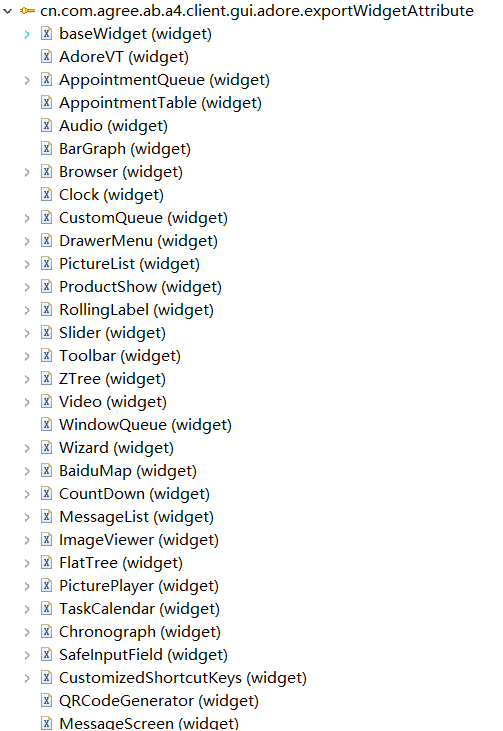 cn.com.agree.ab.a4.client.gui.adore.exportWidgetAttribute
baseWidget (widget)
AdoreVT (widget)
AppointmentQueue (widget)
AppointmentTable (widget)
Audio (widget)
BarGraph (widget)
Browser (widget)
Clock (widget)
CustomQueue (widget)
DrawerMenu (widget)
PictureList (widget)
ProductShow (widget)
RollingLabel (widget)
Slider (widget)
Toolbar (widget)
ZTree (widget)
Video (widget)
WindowQueue (widget)
Wizard (widget)
BaiduMap (widget)
CountDown (widget)
MessageList (widget)
ImageViewer (widget)
FlatTree (widget)
PicturePlayer (widget)
TaskCalendar (widget)
Chronograph (widget)
SafeInputField (widget)
CustomizedShortcutKeys (widget)
QRCodeGenerator (widget)
MessageScreen (widget)